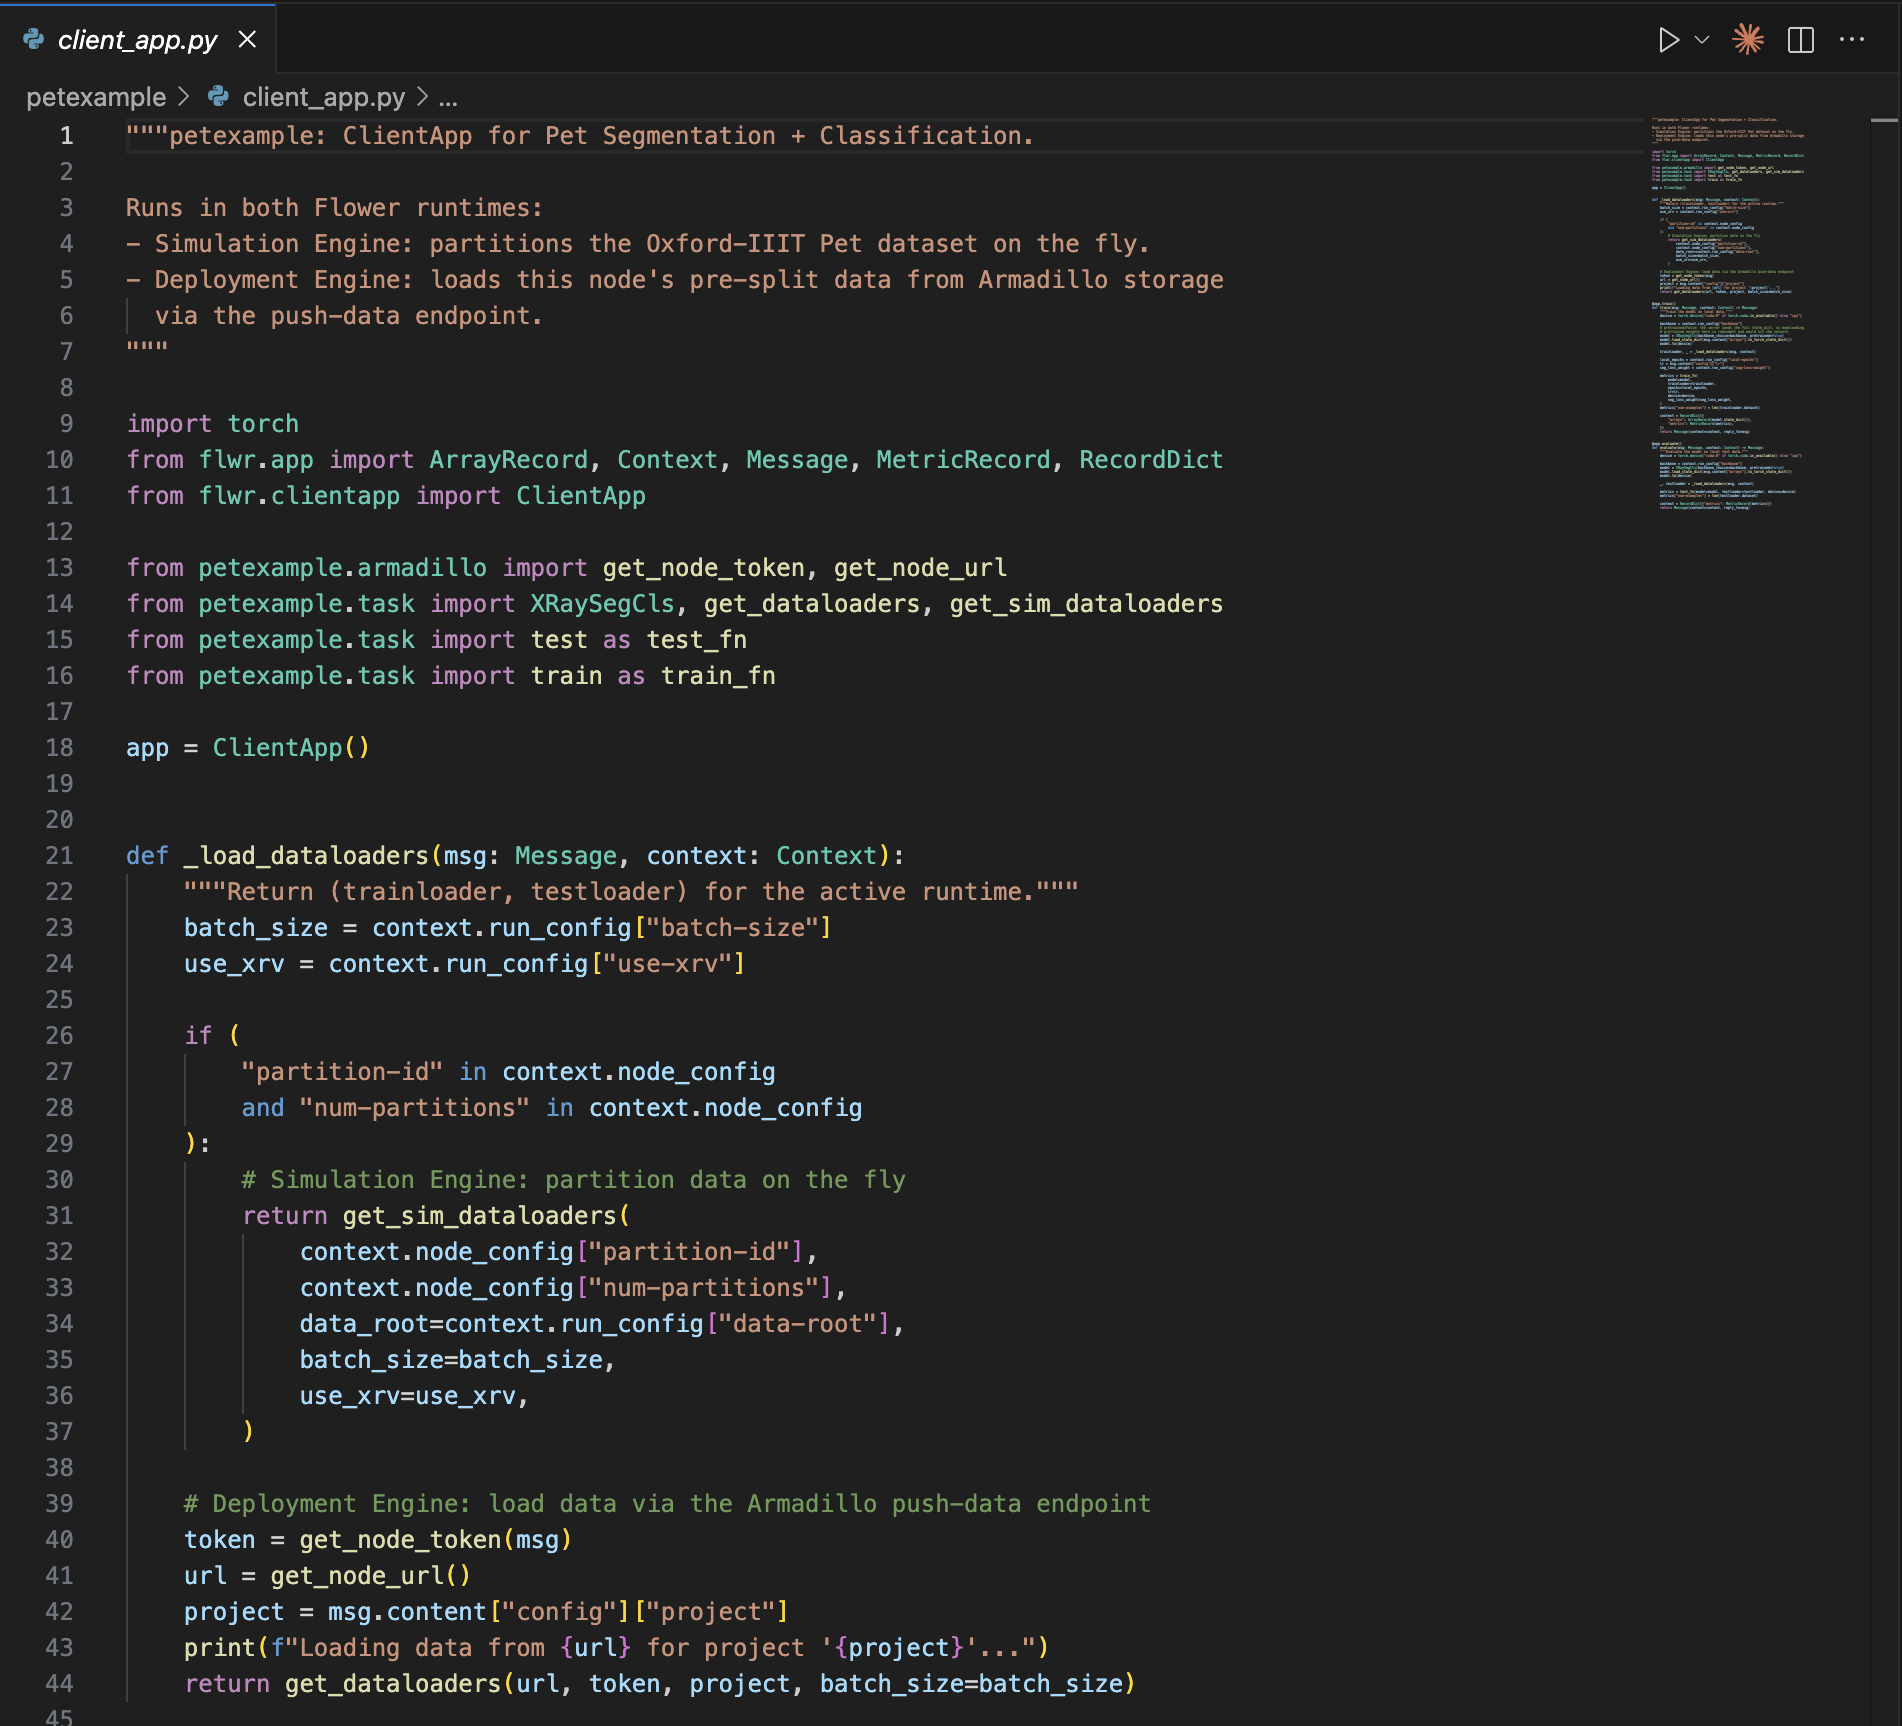 client_app.py
petexample > client_app.py > ...
1 """petexample: ClientApp for Pet Segmentation + Classification.
2
3 Runs in both Flower runtimes:
4 - Simulation Engine: partitions the Oxford-IIIT Pet dataset on the fly.
5 - Deployment Engine: loads this node's pre-split data from Armadillo storage
6   via the push-data endpoint.
7 """
8
9 import torch
10 from flwr.app import ArrayRecord, Context, Message, MetricRecord, RecordDict
11 from flwr.clientapp import ClientApp
12
13 from petexample.armadillo import get_node_token, get_node_url
14 from petexample.task import XRaySegCls, get_dataloaders, get_sim_dataloaders
15 from petexample.task import test as test_fn
16 from petexample.task import train as train_fn
17
18 app = ClientApp()
19
20
21 def _load_dataloaders(msg: Message, context: Context):
22     """Return (trainloader, testloader) for the active runtime."""
23     batch_size = context.run_config["batch-size"]
24     use_xrv = context.run_config["use-xrv"]
25
26     if (
27         "partition-id" in context.node_config
28         and "num-partitions" in context.node_config
29     ):
30         # Simulation Engine: partition data on the fly
31         return get_sim_dataloaders(
32             context.node_config["partition-id"],
33             context.node_config["num-partitions"],
34             data_root=context.run_config["data-root"],
35             batch_size=batch_size,
36             use_xrv=use_xrv,
37         )
38
39     # Deployment Engine: load data via the Armadillo push-data endpoint
40     token = get_node_token(msg)
41     url = get_node_url()
42     project = msg.content["config"]["project"]
43     print(f"Loading data from {url} for project '{project}'...")
44     return get_dataloaders(url, token, project, batch_size=batch_size)
45